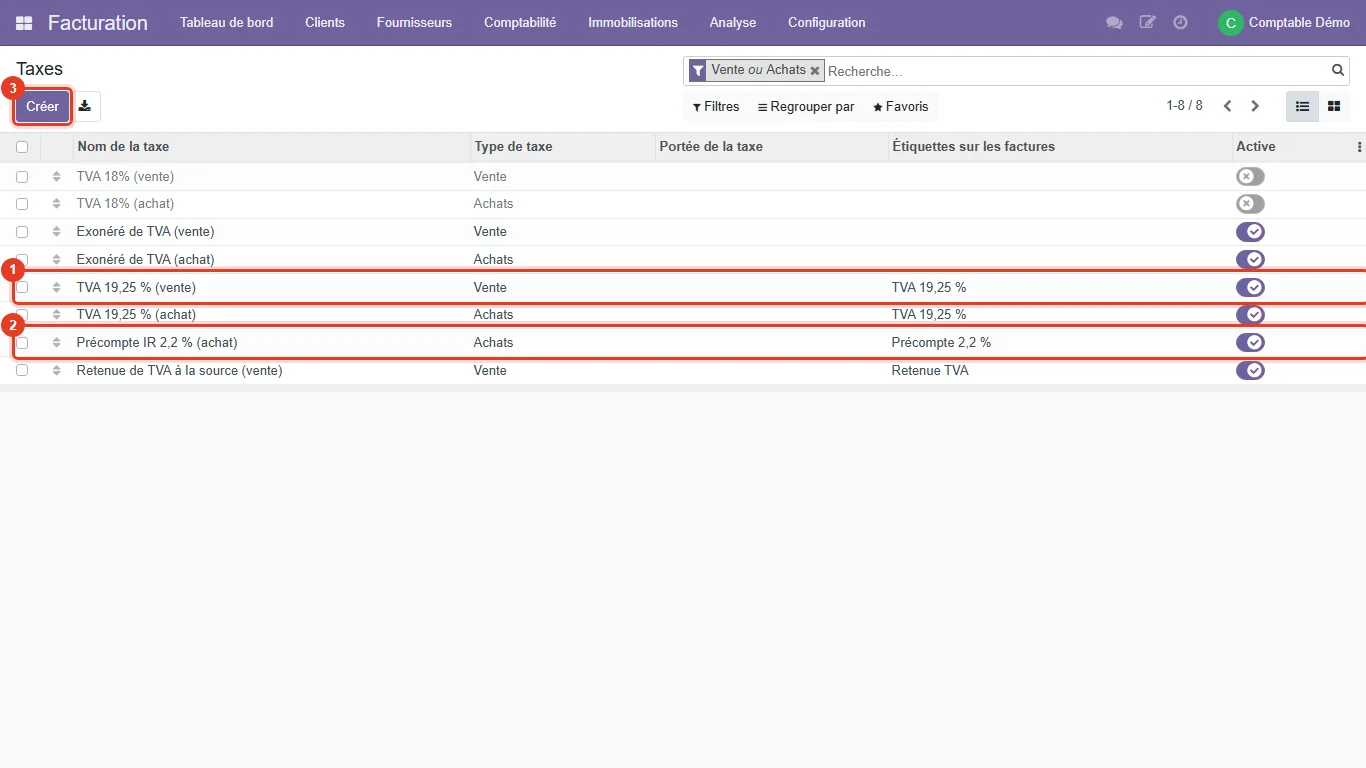 Facturation Tableau de bord Clients Fournisseurs Comptabilité Immobilisations Analyse Configuration C Comptable Démo
Taxes
Vente ou Achats Recherche...
3
Créer
Filtres Regrouper par Favoris
1-8 / 8
Nom de la taxe Type de taxe Portée de la taxe Étiquettes sur les factures Active
TVA 18% (vente) Vente
TVA 18% (achat) Achats
Exonéré de TVA (vente) Vente
Exonéré de TVA (achat) Achats
1
TVA 19,25 % (vente) Vente TVA 19,25 %
TVA 19,25 % (achat) Achats TVA 19,25 %
2
Précompte IR 2,2 % (achat) Achats Précompte 2,2 %
Retenue de TVA à la source (vente) Vente Retenue TVA